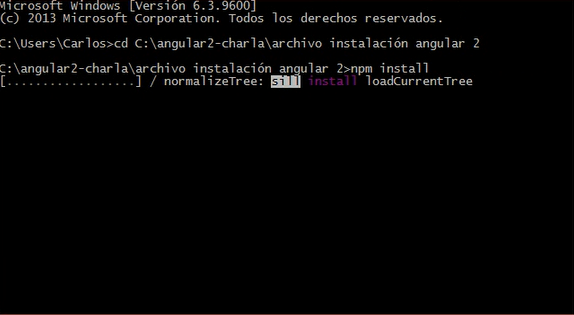 Microsoft Windows [Versión 6.3.9600]
(c) 2013 Microsoft Corporation. Todos los derechos reservados.
C:\Users\Carlos>cd C:\angular2-charla\archivo instalación angular 2
C:\angular2-charla\archivo instalación angular 2>npm install
[.................] / normalizeTree: sill install loadCurrentTree